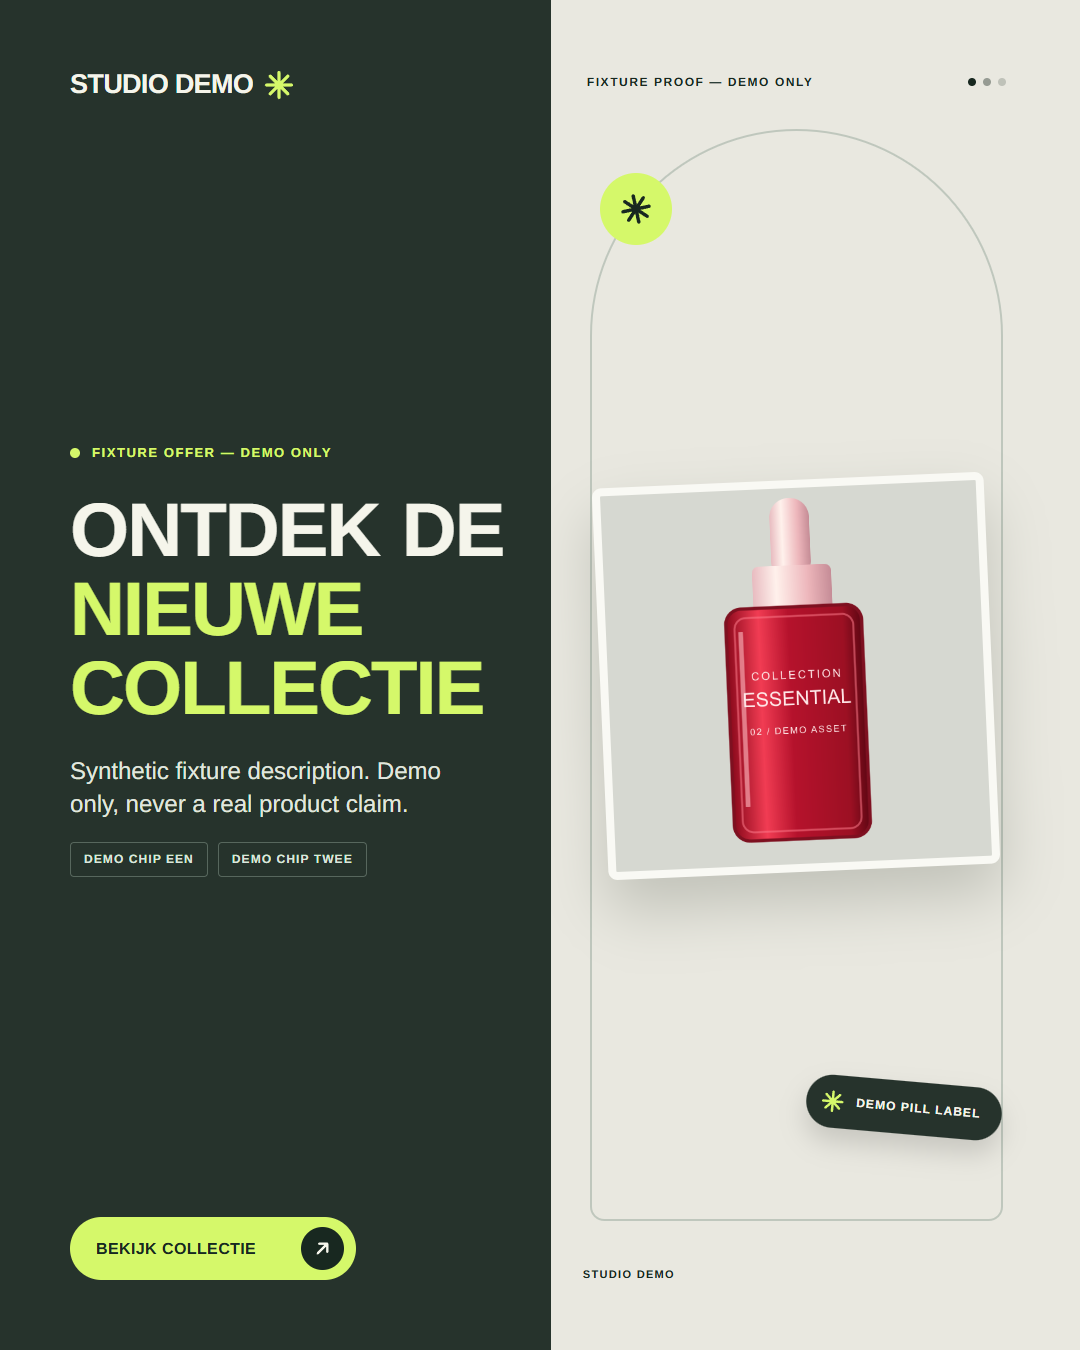 STUDIO DEMO
FIXTURE OFFER — DEMO ONLY
ONTDEK DE
NIEUWE
COLLECTIE
Synthetic fixture description. Demo
only, never a real product claim.
DEMO CHIP EEN
DEMO CHIP TWEE
BEKIJK COLLECTIE
FIXTURE PROOF — DEMO ONLY
COLLECTION
ESSENTIAL
02 / DEMO ASSET
DEMO PILL LABEL
STUDIO DEMO